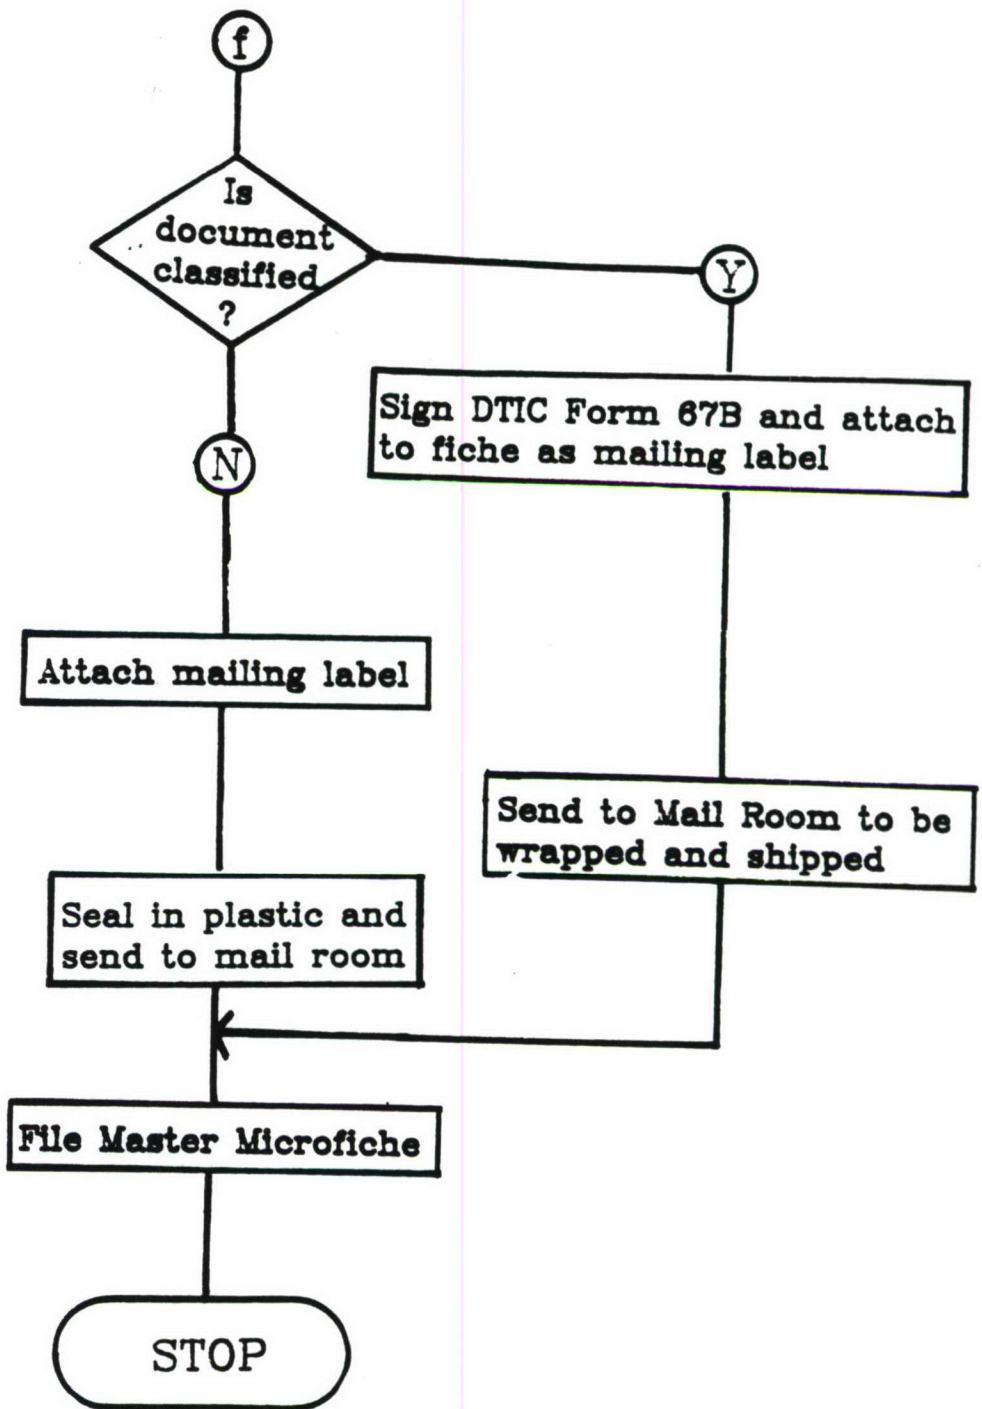 f
Is
document
classified
?
Y
Sign DTIC Form 67B and attach
to fiche as mailing label
N
Attach mailing label
Send to Mail Room to be
wrapped and shipped
Seal in plastic and
send to mail room
File Master Microfiche
STOP